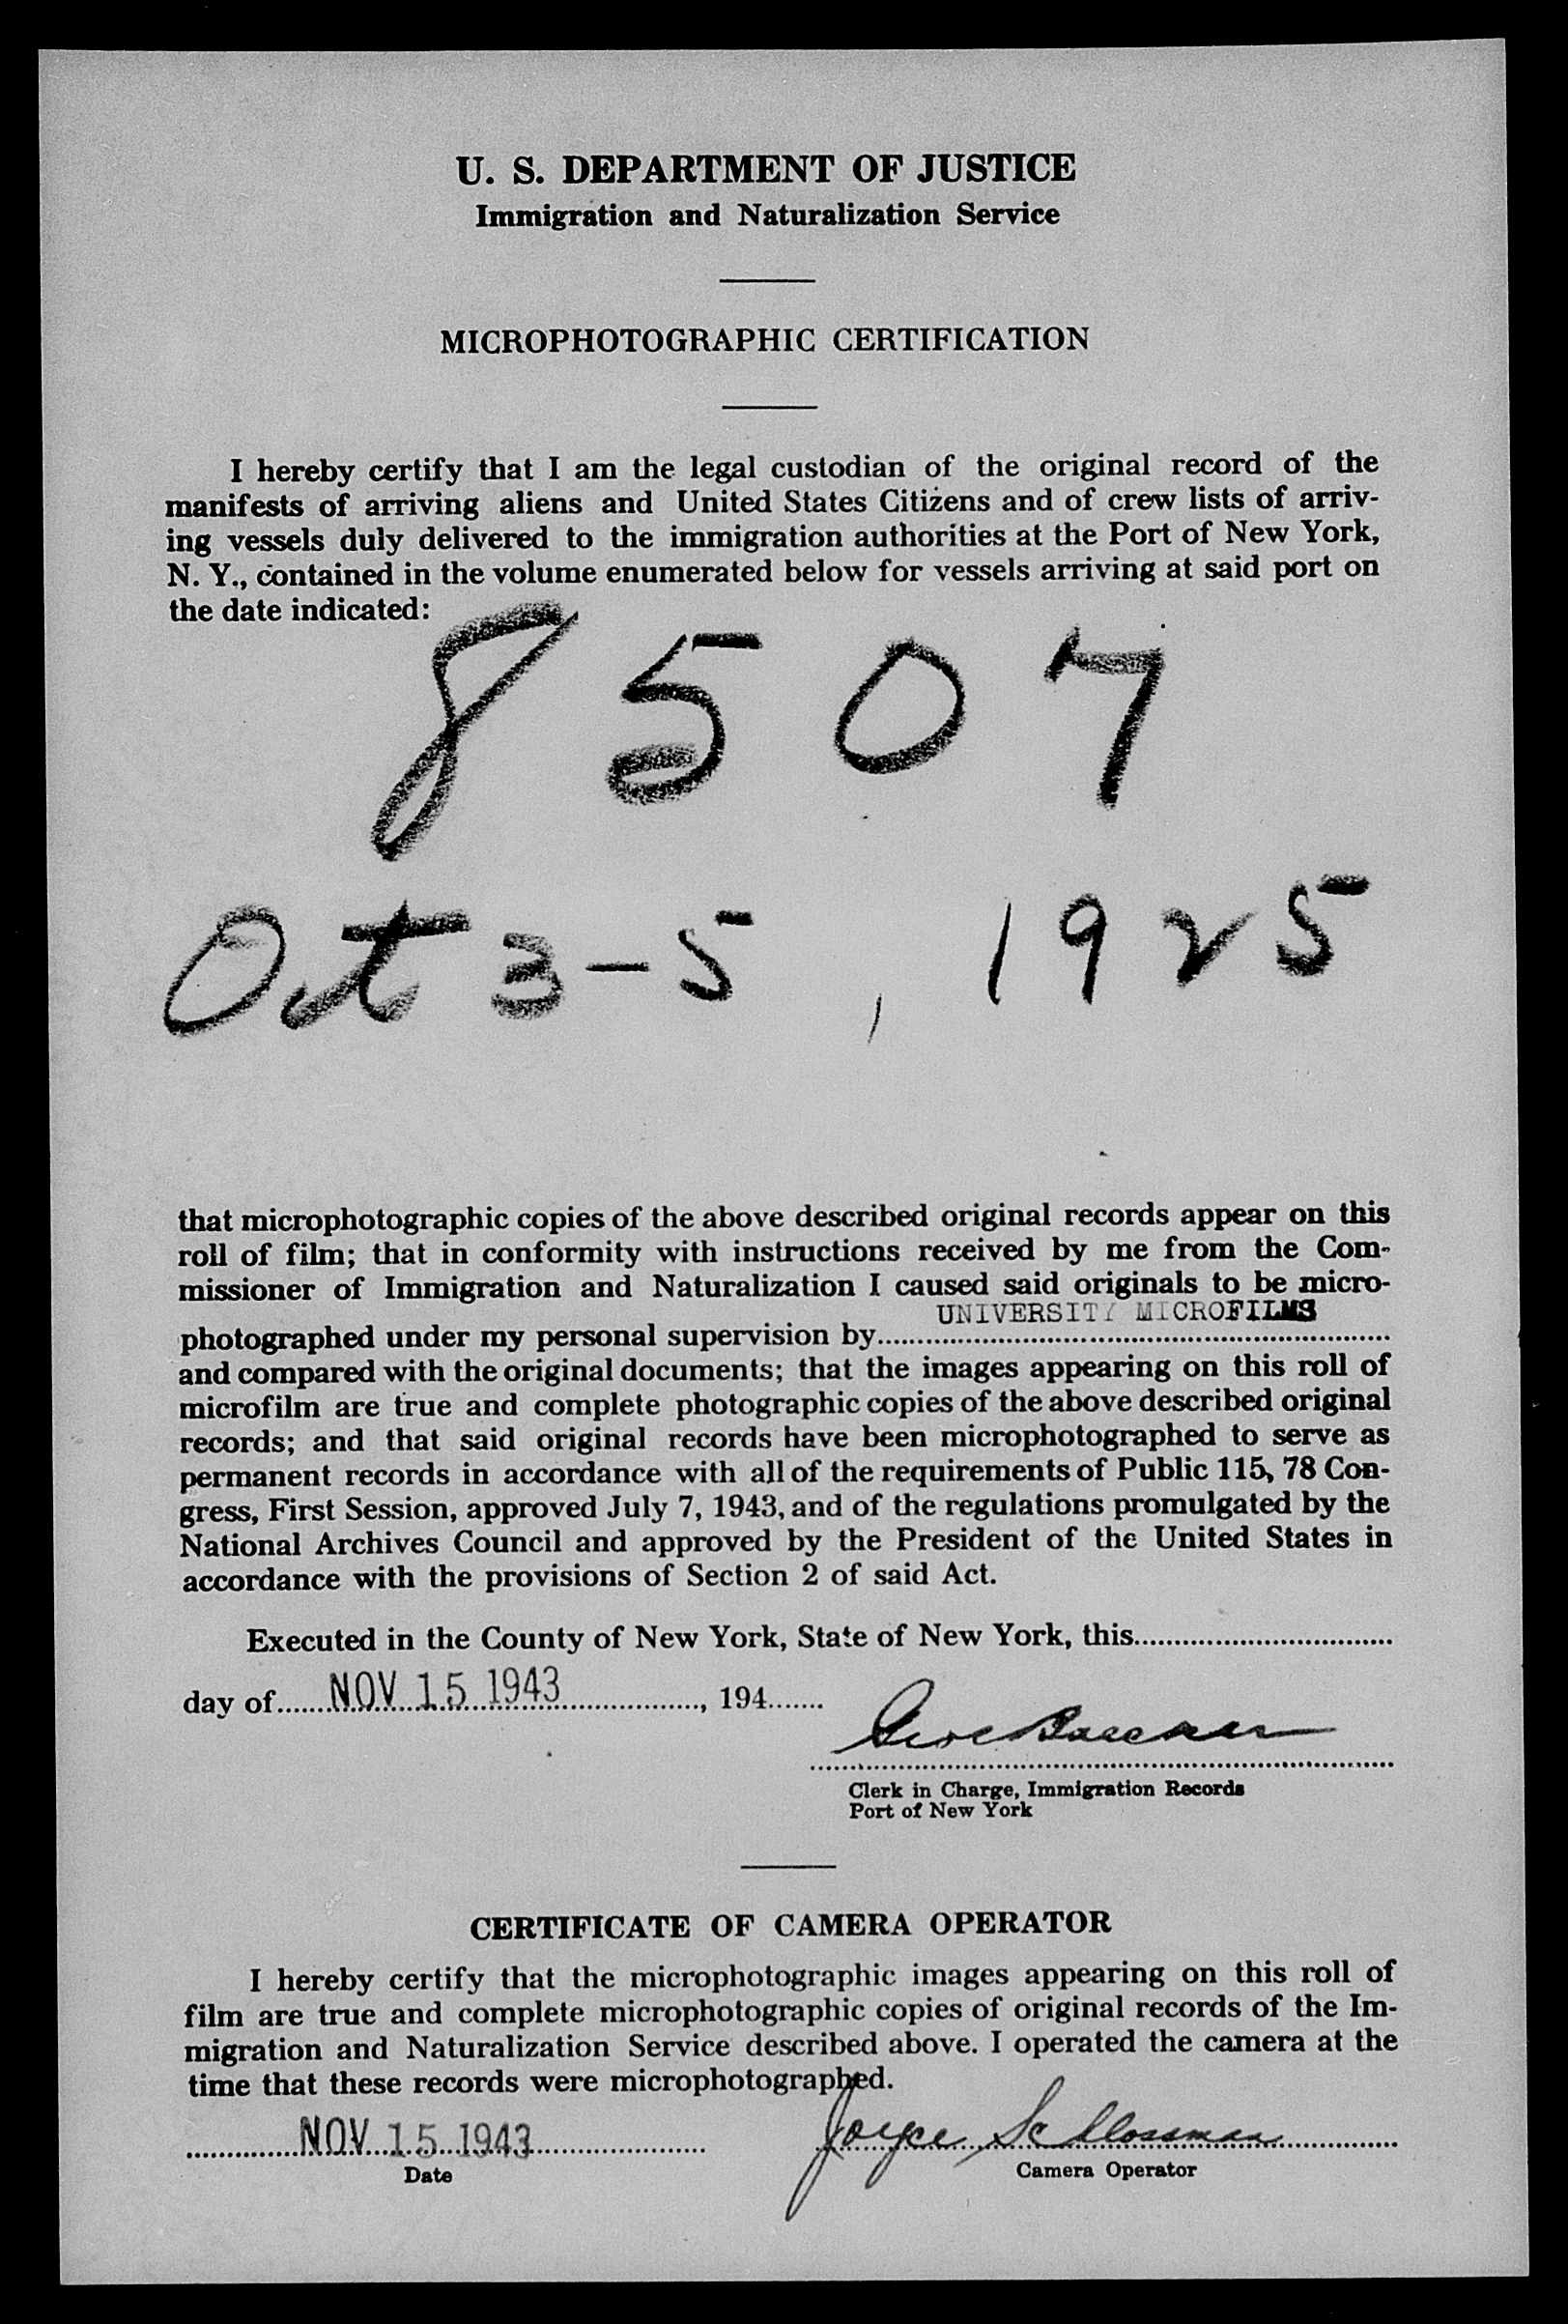 U. S. DEPARTMENT OF JUSTICE
Immigration and Naturalization Service
MICROPHOTOGRAPHIC CERTIFICATION
I hereby certify that I am the legal custodian of the original record of the
manifests of arriving aliens and United States Citizens and of crew lists of arriv-
ing vessels duly delivered to the immigration authorities at the Port of New York,
N. Y., contained in the volume enumerated below for vessels arriving at said port on
the date indicated:
8507
Oct 3-5, 1925
that microphotographic copies of the above described original records appear on this
roll of film; that in conformity with instructions received by me from the Com-
missioner of Immigration and Naturalization I caused said originals to be micro-
UNIVERSITY MICROFILMS
photographed under my personal supervision by
and compared with the original documents; that the images appearing on this roll of
microfilm are true and complete photographic copies of the above described original
records; and that said original records have been microphotographed to serve as
permanent records in accordance with all of the requirements of Public 115, 78 Con-
gress, First Session, approved July 7, 1943, and of the regulations promulgated by the
National Archives Council and approved by the President of the United States in
accordance with the provisions of Section 2 of said Act.
Executed in the County of New York, State of New York, this
day of NOV 15 1943, 194
Clerk in Charge, Immigration Records
Port of New York
CERTIFICATE OF CAMERA OPERATOR
I hereby certify that the microphotographic images appearing on this roll of
film are true and complete microphotographic copies of original records of the Im-
migration and Naturalization Service described above. I operated the camera at the
time that these records were microphotographed.
NOV 15 1943 Joyce Schlossman
Date Camera Operator